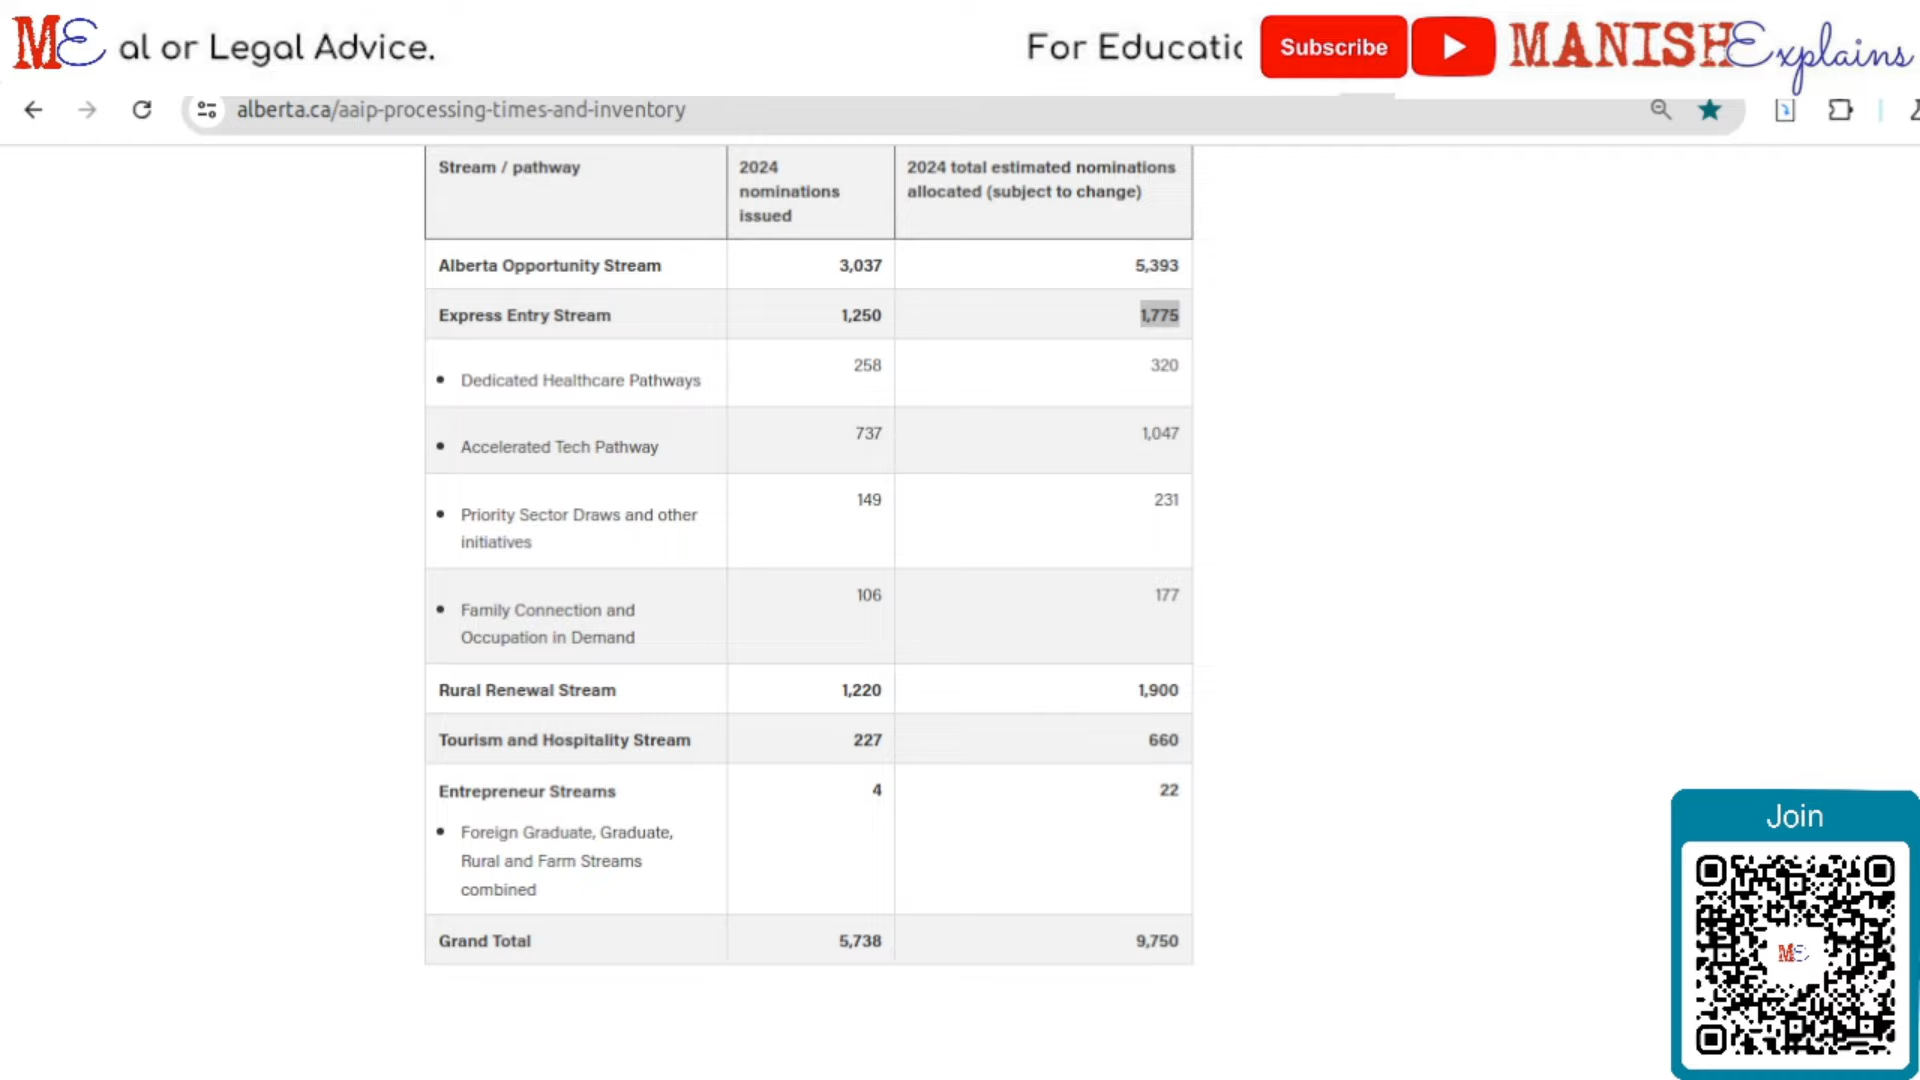 ME al or Legal Advice.
For Educatic
Subscribe
MANISH Explains
alberta.ca/aaip-processing-times-and-inventory
Stream / pathway
2024
nominations
issued
2024 total estimated nominations
allocated (subject to change)
Alberta Opportunity Stream 3,037 5,393
Express Entry Stream 1,250 1,775
258 320
• Dedicated Healthcare Pathways
737 1,047
• Accelerated Tech Pathway
149 231
• Priority Sector Draws and other
initiatives
106 177
• Family Connection and
Occupation in Demand
Rural Renewal Stream 1,220 1,900
Tourism and Hospitality Stream 227 660
Entrepreneur Streams 4 22
• Foreign Graduate, Graduate,
Rural and Farm Streams
combined
Grand Total 5,738 9,750
Join
ME